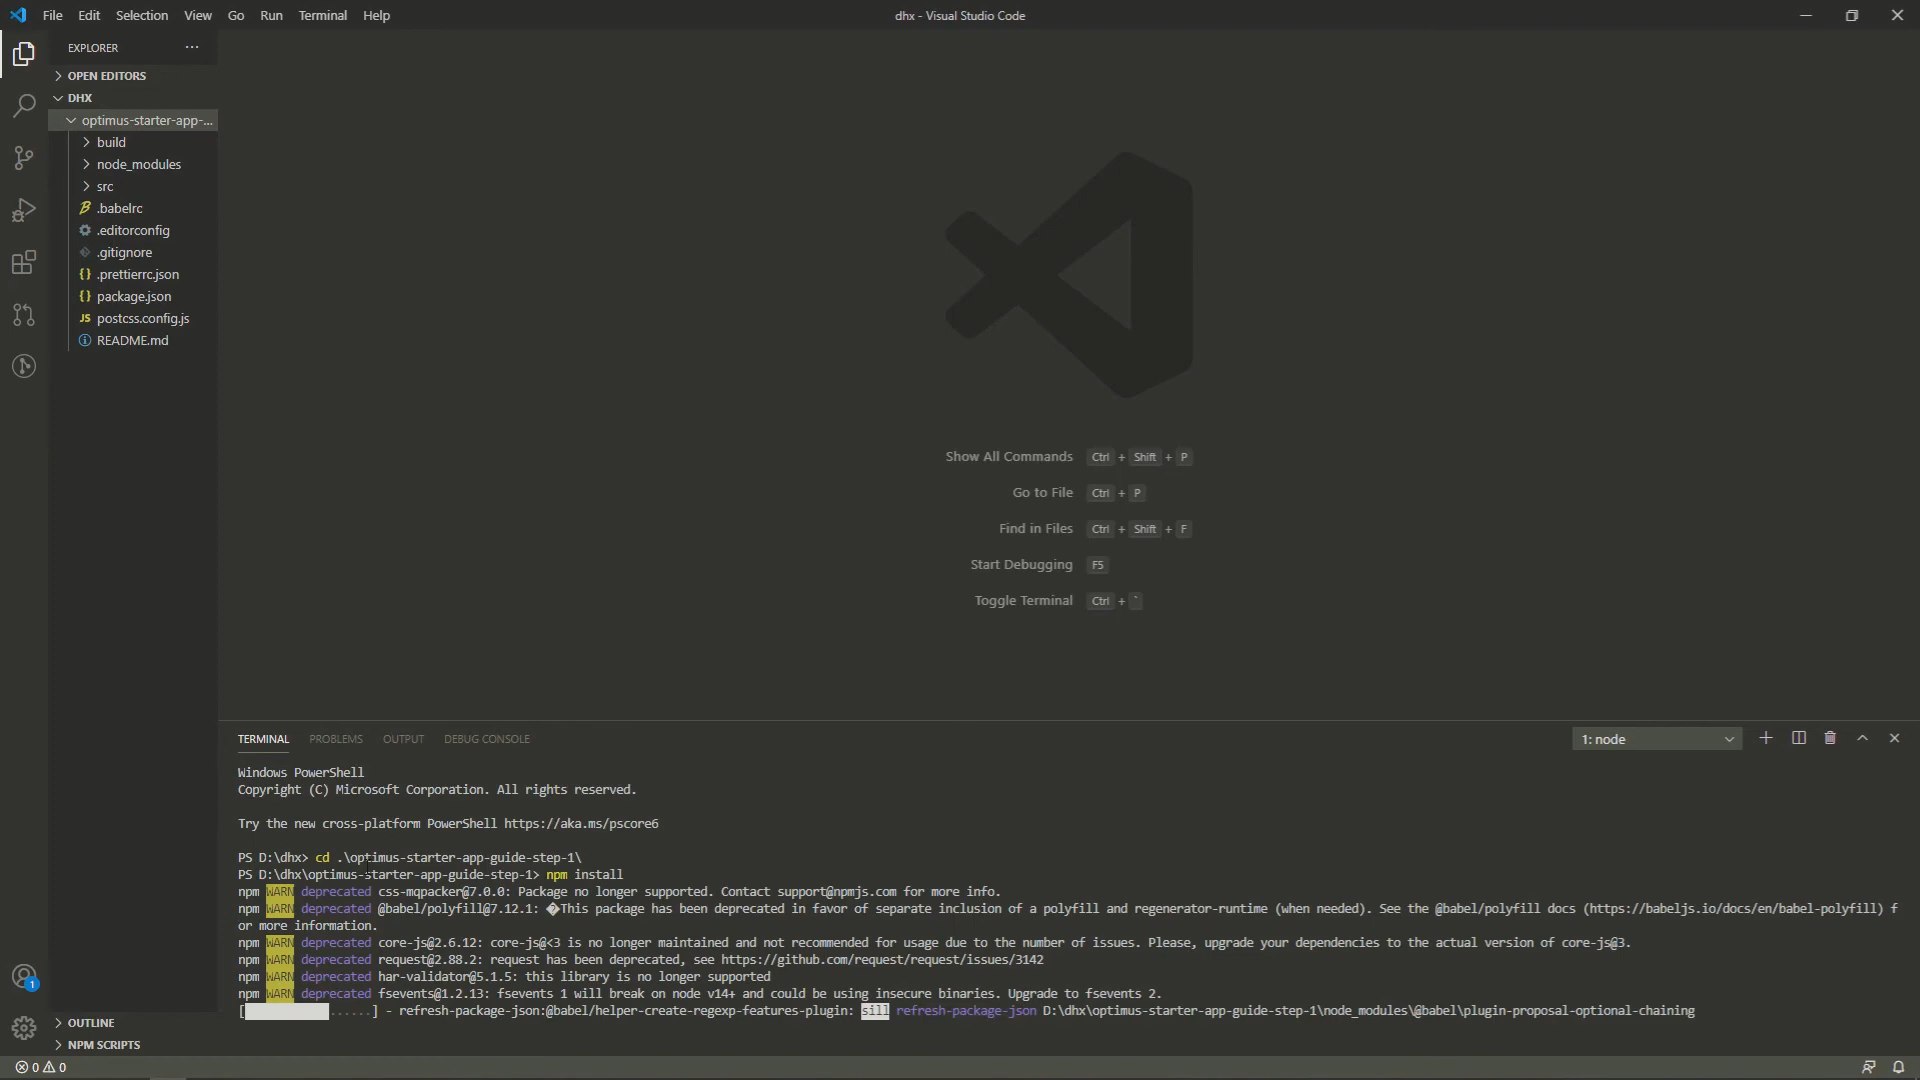 File Edit Selection View Go Run Terminal Help
dhx - Visual Studio Code
EXPLORER
OPEN EDITORS
DHX
optimus-starter-app-...
build
node_modules
src
.babelrc
.editorconfig
.gitignore
{} .prettierrc.json
{} package.json
JS postcss.config.js
README.md
OUTLINE
NPM SCRIPTS
Show All Commands Ctrl + Shift + P
Go to File Ctrl + P
Find in Files Ctrl + Shift + F
Start Debugging F5
Toggle Terminal Ctrl + `
TERMINAL PROBLEMS OUTPUT DEBUG CONSOLE
1: node
Windows PowerShell
Copyright (C) Microsoft Corporation. All rights reserved.
Try the new cross-platform PowerShell https://aka.ms/pscore6
PS D:\dhx> cd .\optimus-starter-app-guide-step-1\
PS D:\dhx\optimus-starter-app-guide-step-1> npm install
npm WARN deprecated css-mqpacker@7.0.0: Package no longer supported. Contact support@npmjs.com for more info.
npm WARN deprecated @babel/polyfill@7.12.1: �This package has been deprecated in favor of separate inclusion of a polyfill and regenerator-runtime (when needed). See the @babel/polyfill docs (https://babeljs.io/docs/en/babel-polyfill) f
or more information.
npm WARN deprecated core-js@2.6.12: core-js@<3 is no longer maintained and not recommended for usage due to the number of issues. Please, upgrade your dependencies to the actual version of core-js@3.
npm WARN deprecated request@2.88.2: request has been deprecated, see https://github.com/request/request/issues/3142
npm WARN deprecated har-validator@5.1.5: this library is no longer supported
npm WARN deprecated fsevents@1.2.13: fsevents 1 will break on node v14+ and could be using insecure binaries. Upgrade to fsevents 2.
[ ......] - refresh-package-json:@babel/helper-create-regexp-features-plugin: sill refresh-package-json D:\dhx\optimus-starter-app-guide-step-1\node_modules\@babel\plugin-proposal-optional-chaining
1
0 0